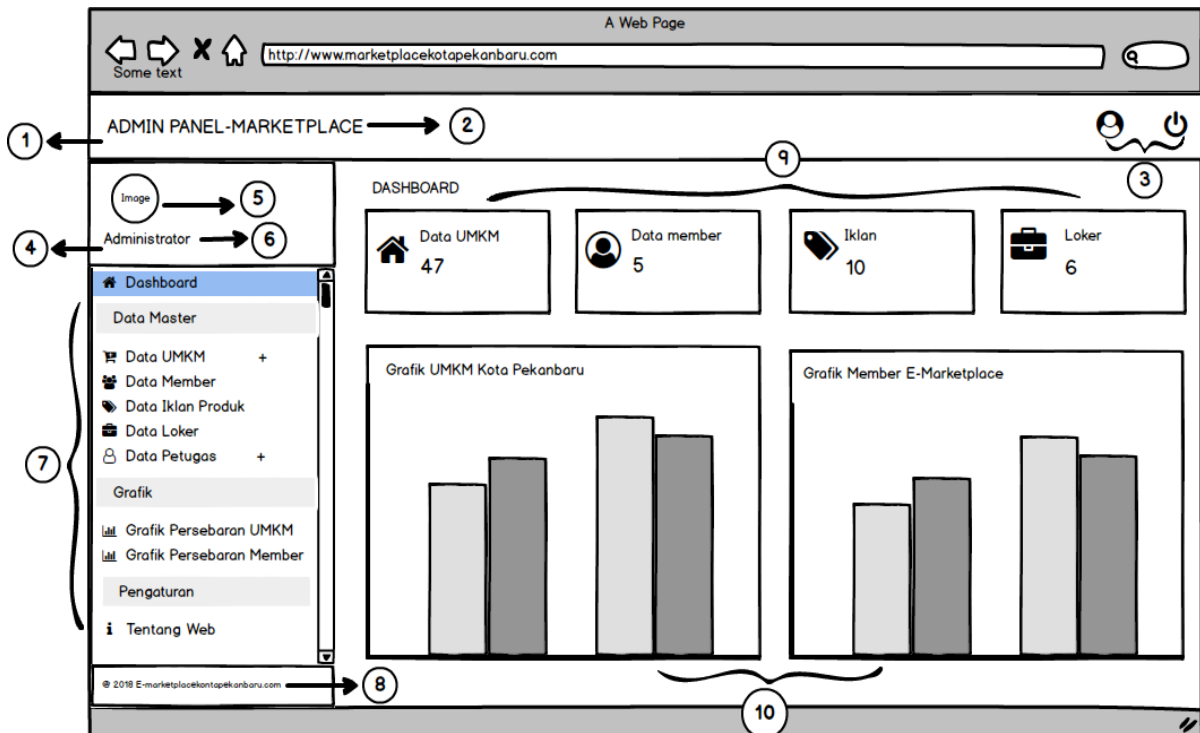 A Web Page
http://www.marketplacekotapekanbaru.com
Some text
ADMIN PANEL-MARKETPLACE
2
1
3
9
Image
5
Administrator
6
4
DASHBOARD
Data UMKM
47
Data member
5
Iklan
10
Loker
6
Dashboard
Data Master
Data UMKM +
Data Member
Data Iklan Produk
Data Loker
Data Petugas +
7
Grafik
Grafik Persebaran UMKM
Grafik Persebaran Member
Pengaturan
i Tentang Web
@ 2018 E-marketplacekontapekanbaru.com
8
Grafik UMKM Kota Pekanbaru
Grafik Member E-Marketplace
10